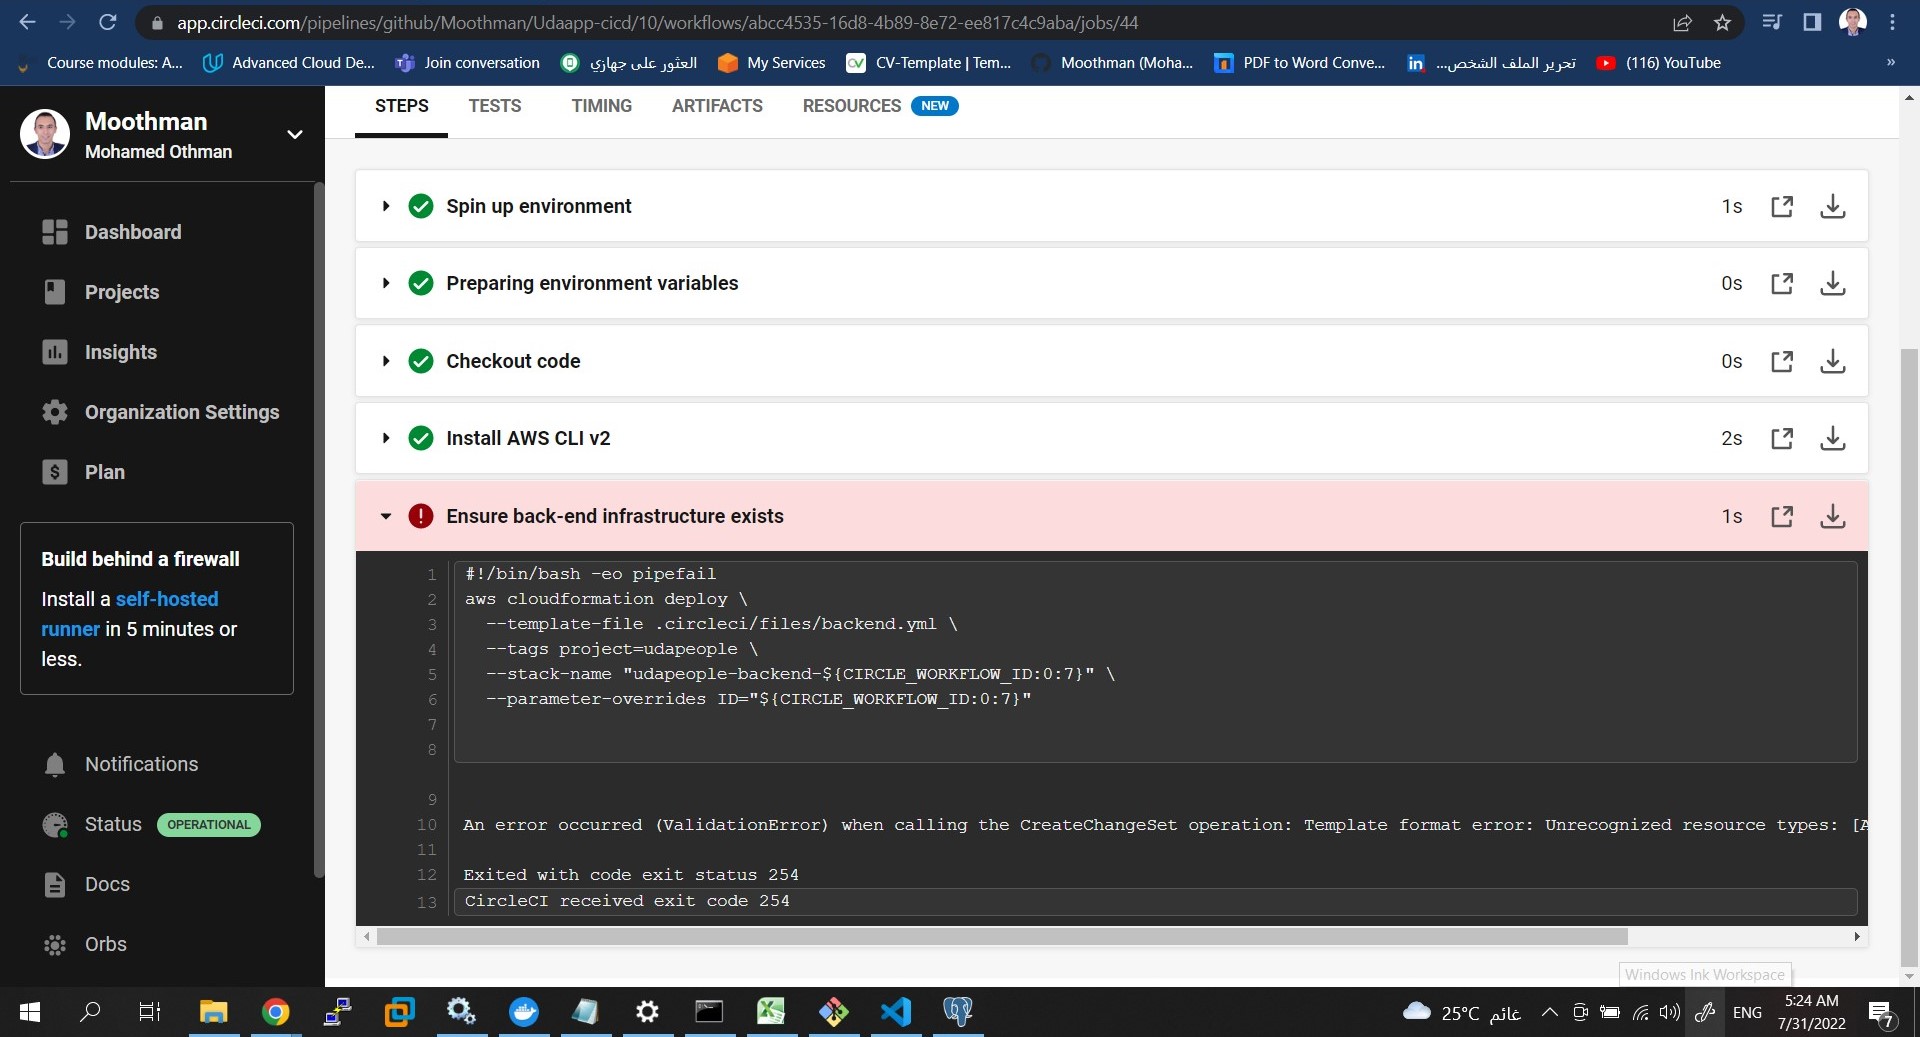 app.circleci.com/pipelines/github/Moothman/Udaapp-cicd/10/workflows/abcc4535-16d8-4b89-8e72-ee817c4c9aba/jobs/44
Course modules: A... Advanced Cloud De... Join conversation العثور على جهازي My Services CV-Template | Tem... Moothman (Moha... PDF to Word Conve... تحرير الملف الشخص... (116) YouTube »
Moothman
Mohamed Othman
Dashboard
Projects
Insights
Organization Settings
Plan
Build behind a firewall
Install a self-hosted
runner in 5 minutes or
less.
Notifications
Status OPERATIONAL
Docs
Orbs
STEPS TESTS TIMING ARTIFACTS RESOURCES NEW
Spin up environment 1s
Preparing environment variables 0s
Checkout code 0s
Install AWS CLI v2 2s
Ensure back-end infrastructure exists 1s
1 #!/bin/bash -eo pipefail
2 aws cloudformation deploy \
3 --template-file .circleci/files/backend.yml \
4 --tags project=udapeople \
5 --stack-name "udapeople-backend-${CIRCLE_WORKFLOW_ID:0:7}" \
6 --parameter-overrides ID="${CIRCLE_WORKFLOW_ID:0:7}"
7
8
9
10 An error occurred (ValidationError) when calling the CreateChangeSet operation: Template format error: Unrecognized resource types: [A
11
12 Exited with code exit status 254
13 CircleCI received exit code 254
Windows Ink Workspace
25°C غائم ENG 5:24 AM
7/31/2022 7